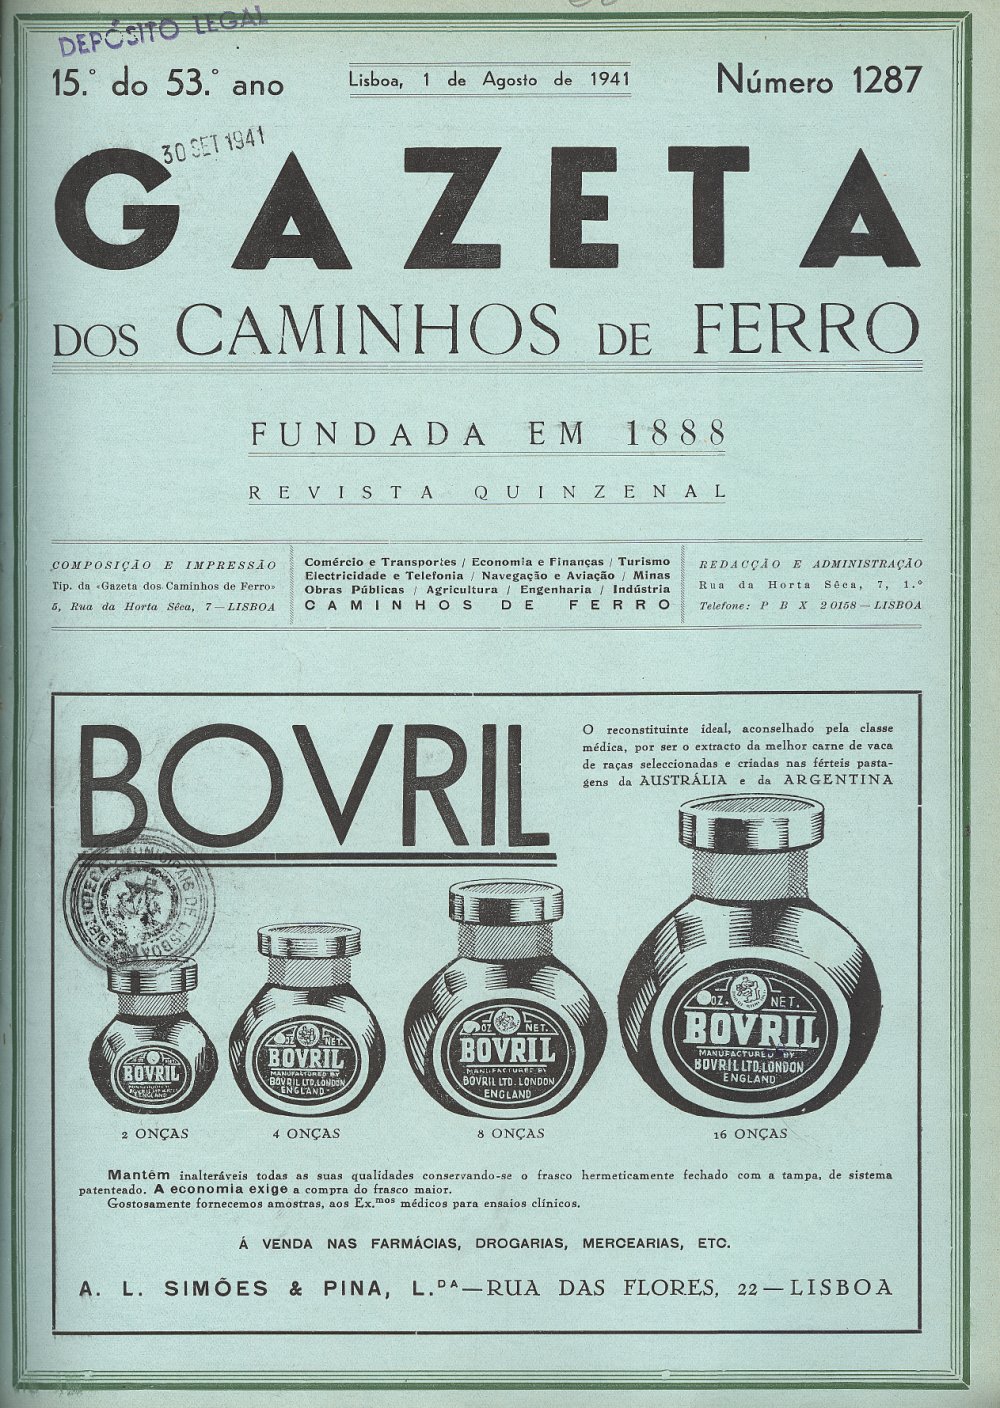 DEPÓSITO LEGAL
15.º do 53.º ano
Lisboa, 1 de Agosto de 1941
Número 1287
30 SET 1941
GAZETA
DOS CAMINHOS DE FERRO
FUNDADA EM 1888
REVISTA QUINZENAL
COMPOSIÇÃO E IMPRESSÃO
Tip. da «Gazeta dos Caminhos de Ferro»
5, Rua da Horta Sêca, 7 — LISBOA
Comércio e Transportes / Economia e Finanças / Turismo
Electricidade e Telefonia / Navegação e Aviação / Minas
Obras Públicas / Agricultura / Engenharia / Indústria
CAMINHOS DE FERRO
REDACÇÃO E ADMINISTRAÇÃO
Rua da Horta Sêca, 7, 1.º
Telefone: P B X 20158 — LISBOA
BOVRIL
O reconstituinte ideal, aconselhado pela classe
médica, por ser o extracto da melhor carne de vaca
de raças seleccionadas e criadas nas férteis pasta-
gens da AUSTRÁLIA e da ARGENTINA
BIBLIOTECAS MUNICIPAIS DE LISBOA
BOVRIL
OZ. NET.
BOVRIL
MANUFACTURED BY
BOVRIL LTD. LONDON
ENGLAND
OZ. NET.
BOVRIL
MANUFACTURED BY
BOVRIL LTD. LONDON
ENGLAND
OZ. NET.
BOVRIL
MANUFACTURED BY
BOVRIL LTD. LONDON
ENGLAND
2 ONÇAS
4 ONÇAS
8 ONÇAS
16 ONÇAS
Mantêm inalteráveis todas as suas qualidades conservando-se o frasco hermeticamente fechado com a tampa, de sistema
patenteado. A economia exige a compra do frasco maior.
Gostosamente fornecemos amostras, aos Ex.mos médicos para ensaios clínicos.
Á VENDA NAS FARMÁCIAS, DROGARIAS, MERCEARIAS, ETC.
A. L. SIMÕES & PINA, L.DA — RUA DAS FLORES, 22 — LISBOA